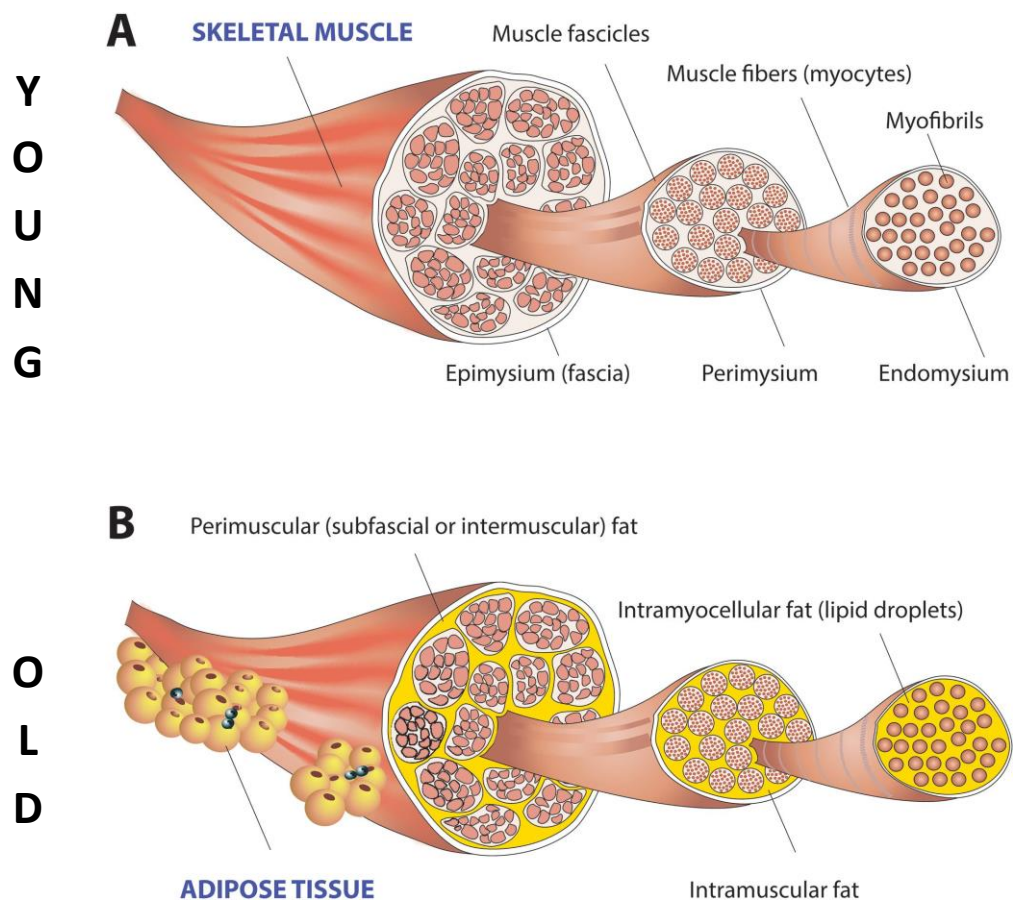 A
SKELETAL MUSCLE
Muscle fascicles
Muscle fibers (myocytes)
Myofibrils
Y
O
U
N
G
Epimysium (fascia)
Perimysium
Endomysium
B
Perimuscular (subfascial or intermuscular) fat
Intramyocellular fat (lipid droplets)
O
L
D
ADIPOSE TISSUE
Intramuscular fat